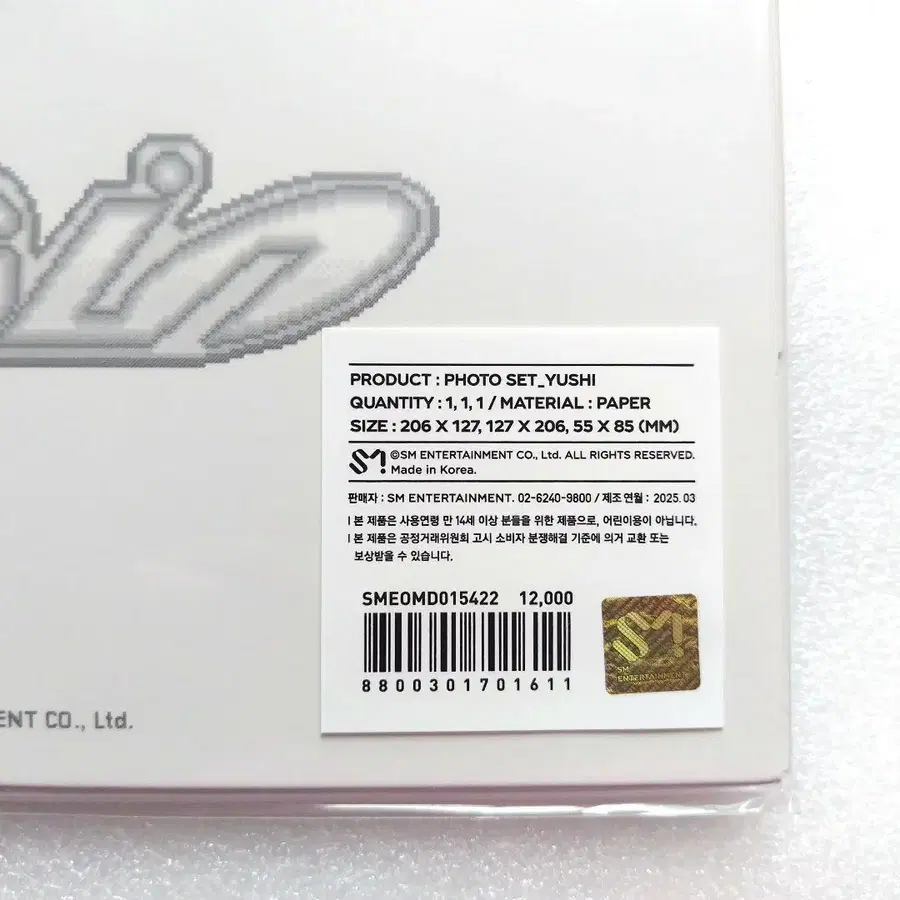 in
PRODUCT : PHOTO SET_YUSHI
QUANTITY : 1, 1, 1 / MATERIAL : PAPER
SIZE : 206 X 127, 127 X 206, 55 X 85 (MM)
SM ©SM ENTERTAINMENT CO., Ltd. ALL RIGHTS RESERVED.
Made in Korea.
판매자 : SM ENTERTAINMENT. 02-6240-9800 / 제조 연월 : 2025. 03
l 본 제품은 사용연령 만 14세 이상 분들을 위한 제품으로, 어린이용이 아닙니다.
l 본 제품은 공정거래위원회 고시 소비자 분쟁해결 기준에 의거 교환 또는
보상받을 수 있습니다.
SMEOMD015422 12,000
8800301701611
SM
SM
ENTERTAINMENT
ENT CO., Ltd.